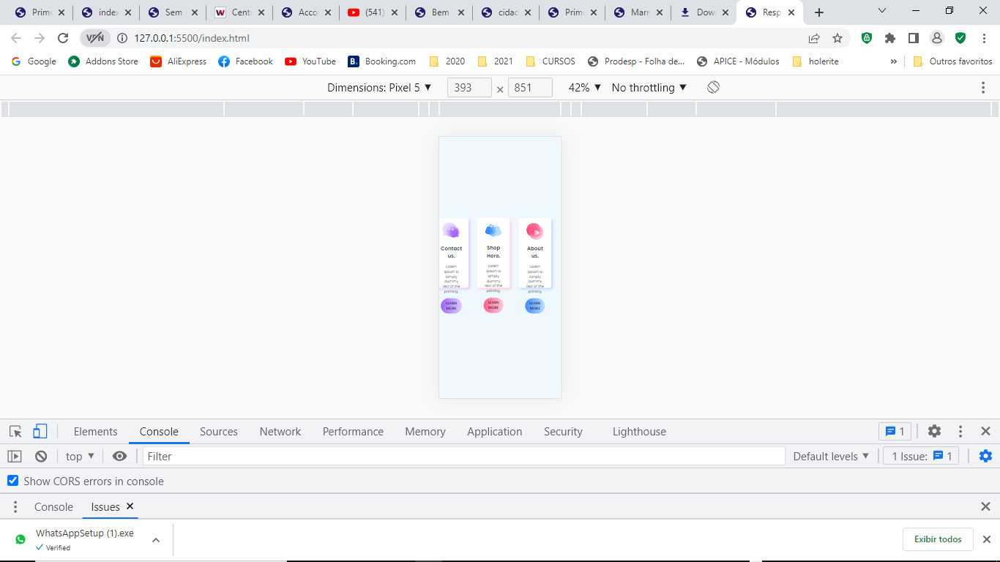 Prime
index
Sem
W Cent
Acco
(541)
Bem
cidad
Prime
Marr
Dow
Resp
VPN 127.0.0.1:5500/index.html
Google Addons Store AliExpress Facebook YouTube B. Booking.com 2020 2021 CURSOS Prodesp - Folha de... APICE - Módulos holerite » Outros favoritos
Dimensions: Pixel 5 ▼ 393 × 851 42% ▼ No throttling ▼
Contact us.
Shop Here.
About us.
Lorem Ipsum is simply dummy text of the printing.
Lorem Ipsum is simply dummy text of the printing.
Lorem Ipsum is simply dummy text of the printing.
LEARN MORE
LEARN MORE
LEARN MORE
Elements Console Sources Network Performance Memory Application Security Lighthouse 1
top ▼ Filter Default levels ▼ 1 Issue: 1
Show CORS errors in console
Console Issues
WhatsAppSetup (1).exe
Verified
Exibir todos